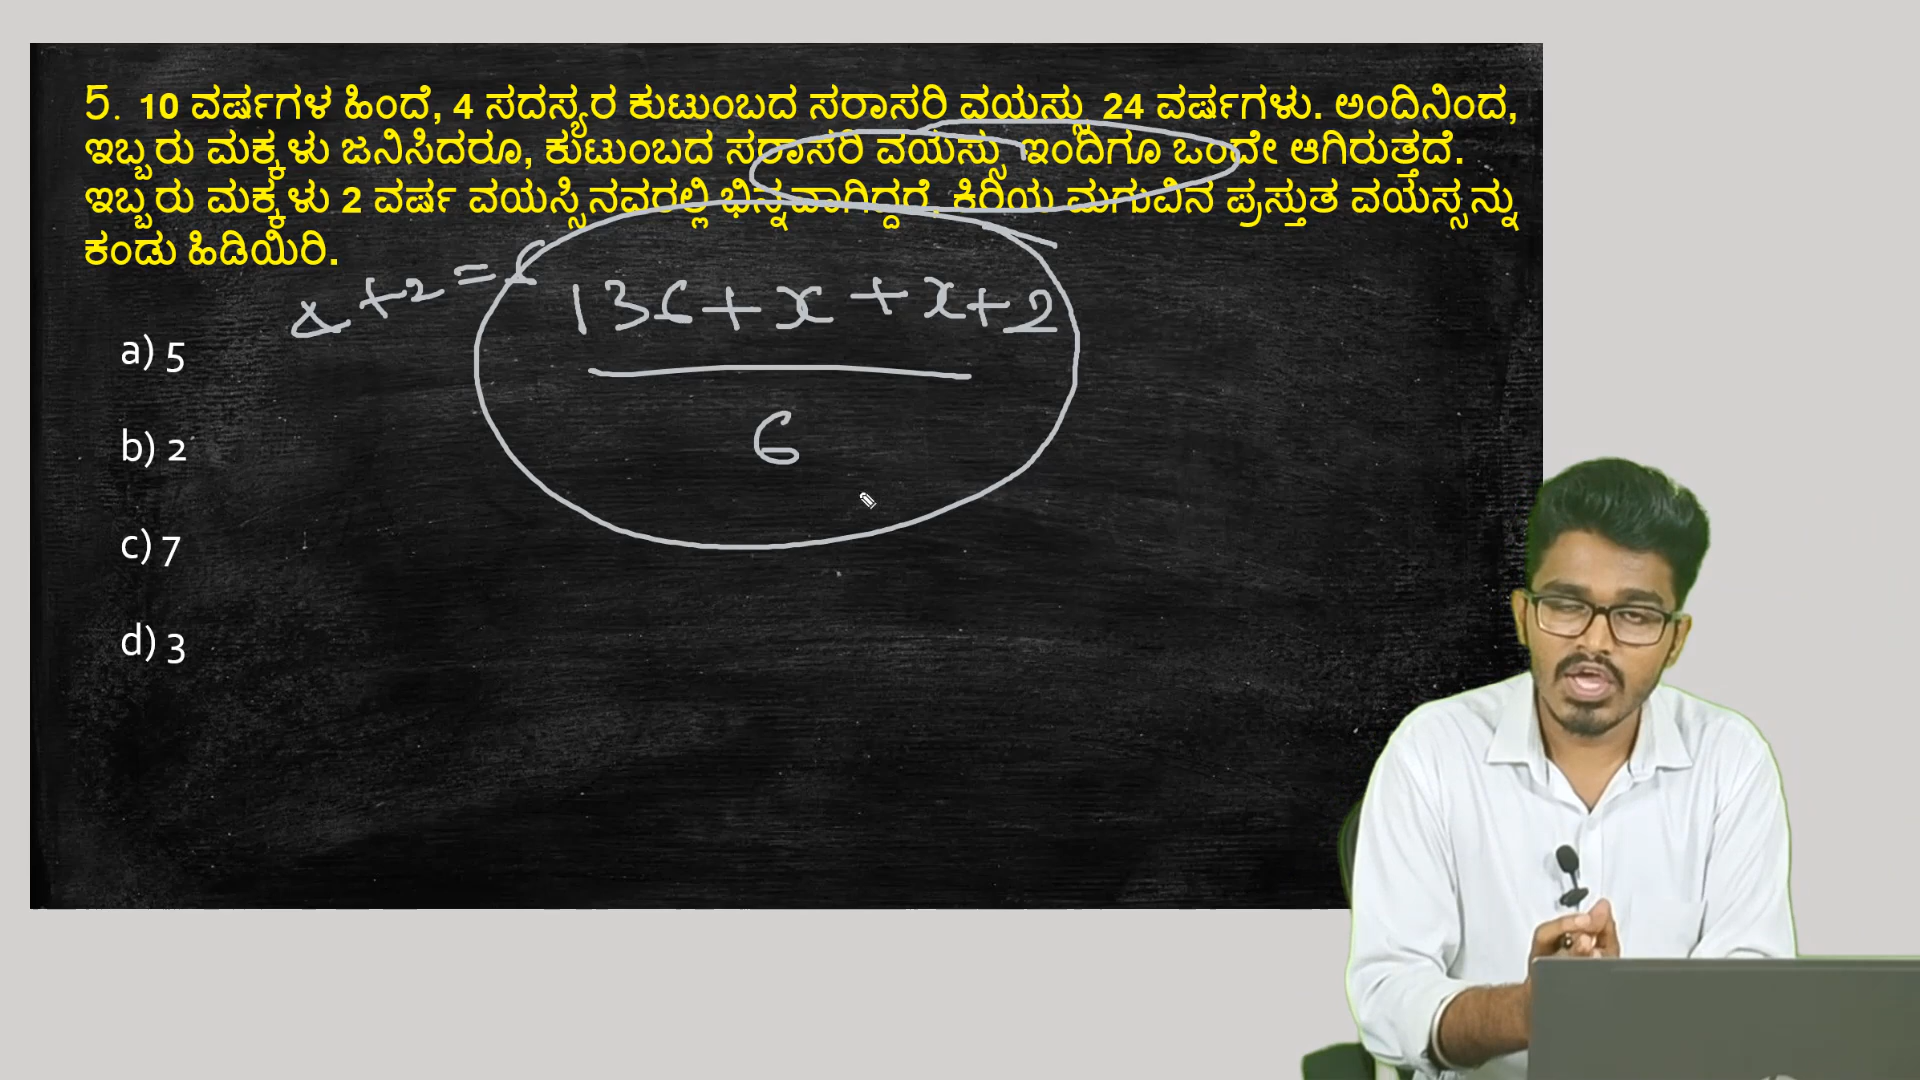 5. 10 ವರ್ಷಗಳ ಹಿಂದೆ, 4 ಸದಸ್ಯರ ಕುಟುಂಬದ ಸರಾಸರಿ ವಯಸ್ಸು 24 ವರ್ಷಗಳು. ಅಂದಿನಿಂದ,
ಇಬ್ಬರು ಮಕ್ಕಳು ಜನಿಸಿದರೂ, ಕುಟುಂಬದ ಸರಾಸರಿ ವಯಸ್ಸು ಇಂದಿಗೂ ಒಂದೇ ಆಗಿರುತ್ತದೆ.
ಇಬ್ಬರು ಮಕ್ಕಳು 2 ವರ್ಷ ವಯಸ್ಸಿನವರಲ್ಲಿ ಭಿನ್ನವಾಗಿದ್ದರೆ, ಕಿರಿಯ ಮಗುವಿನ ಪ್ರಸ್ತುತ ವಯಸ್ಸನ್ನು
ಕಂಡು ಹಿಡಿಯಿರಿ.
4 + 2 = 6
136 + x + x + 2
6
a) 5
b) 2
c) 7
d) 3